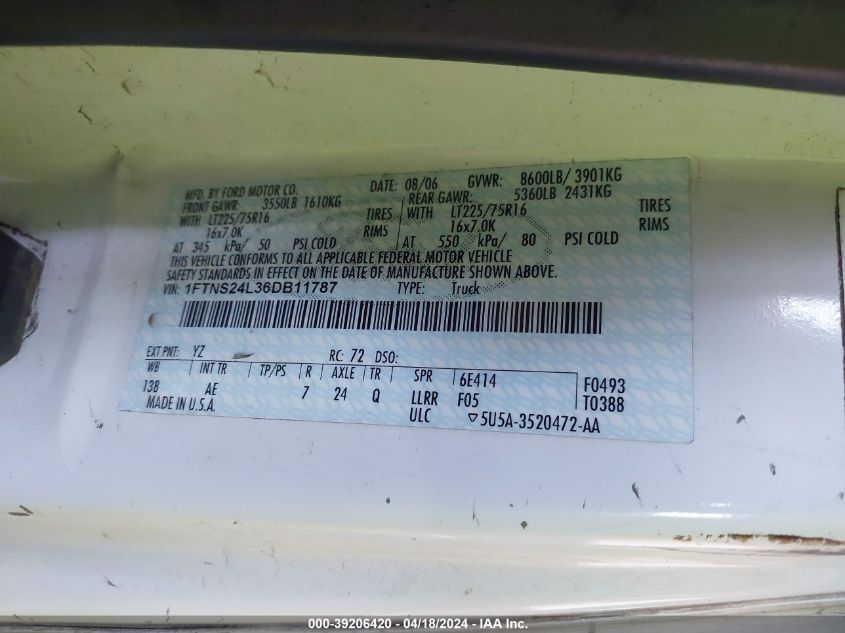 MFD. BY FORD MOTOR CO. DATE: 08/06 GVWR: 8600LB/ 3901KG
FRONT GAWR: 3550LB 1610KG REAR GAWR: 5360LB 2431KG
WITH LT225/75R16 TIRES WITH LT225/75R16 TIRES
16x7.0K RIMS 16x7.0K RIMS
AT 345 kPa/ 50 PSI COLD AT 550 kPa/ 80 PSI COLD
THIS VEHICLE CONFORMS TO ALL APPLICABLE FEDERAL MOTOR VEHICLE
SAFETY STANDARDS IN EFFECT ON THE DATE OF MANUFACTURE SHOWN ABOVE.
VIN: 1FTNS24L36DB11787 TYPE: Truck
EXT PNT: YZ RC: 72 DSO:
WB INT TR TP/PS R AXLE TR SPR 6E414 F0493
138 AE 7 24 Q LLRR F05 T0388
MADE IN U.S.A. ULC ▽5U5A-3520472-AA
000-39206420 - 04/18/2024 - IAA Inc.